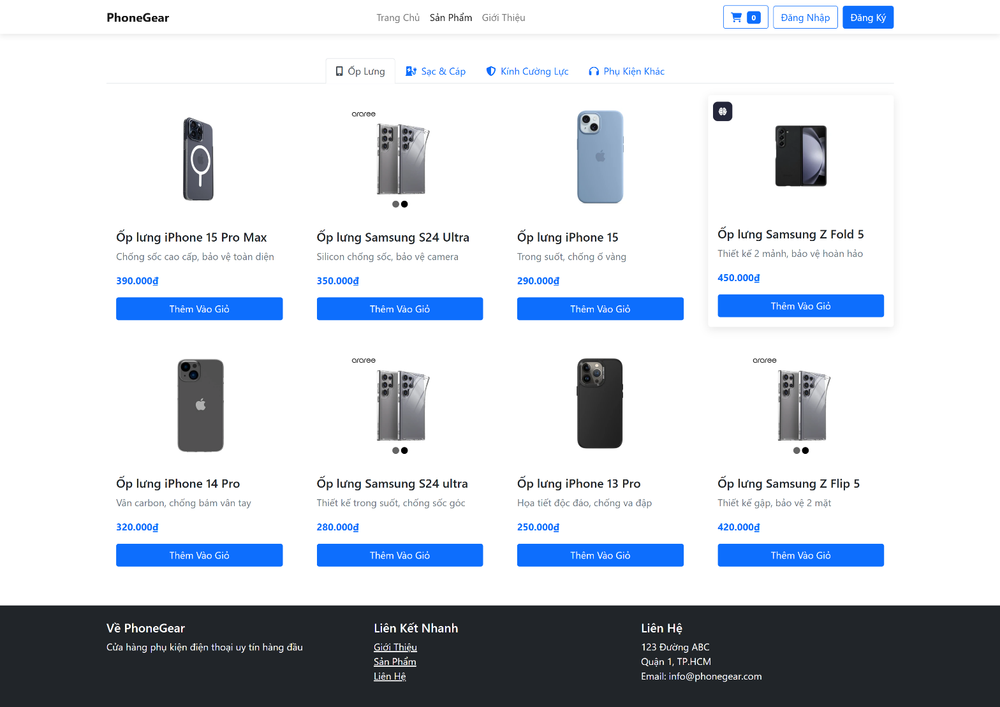 PhoneGear
Trang Chủ Sản Phẩm Giới Thiệu
0 Đăng Nhập Đăng Ký
Ốp Lưng Sạc & Cáp Kính Cường Lực Phụ Kiện Khác
araree
Ốp lưng iPhone 15 Pro Max
Chống sốc cao cấp, bảo vệ toàn diện
390.000₫
Thêm Vào Giỏ
Ốp lưng Samsung S24 Ultra
Silicon chống sốc, bảo vệ camera
350.000₫
Thêm Vào Giỏ
Ốp lưng iPhone 15
Trong suốt, chống ố vàng
290.000₫
Thêm Vào Giỏ
Ốp lưng Samsung Z Fold 5
Thiết kế 2 mảnh, bảo vệ hoàn hảo
450.000₫
Thêm Vào Giỏ
Ốp lưng iPhone 14 Pro
Vân carbon, chống bám vân tay
320.000₫
Thêm Vào Giỏ
araree
Ốp lưng Samsung S24 ultra
Thiết kế trong suốt, chống sốc góc
280.000₫
Thêm Vào Giỏ
Ốp lưng iPhone 13 Pro
Họa tiết độc đáo, chống va đập
250.000₫
Thêm Vào Giỏ
araree
Ốp lưng Samsung Z Flip 5
Thiết kế gập, bảo vệ 2 mặt
420.000₫
Thêm Vào Giỏ
Về PhoneGear
Cửa hàng phụ kiện điện thoại uy tín hàng đầu
Liên Kết Nhanh
Giới Thiệu
Sản Phẩm
Liên Hệ
Liên Hệ
123 Đường ABC
Quận 1, TP.HCM
Email: info@phonegear.com